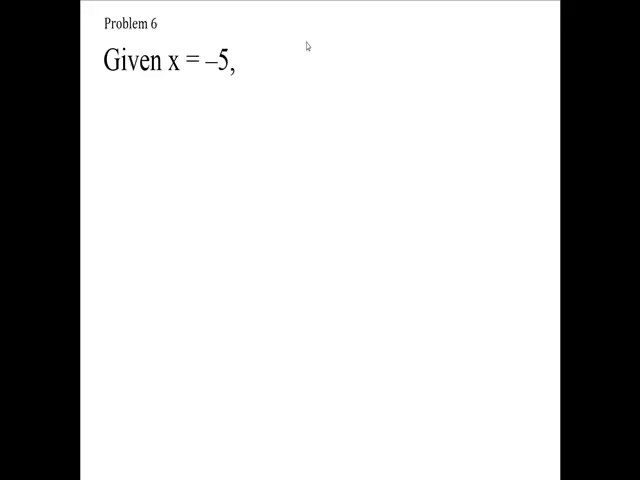 Problem 6
Given x = –5,